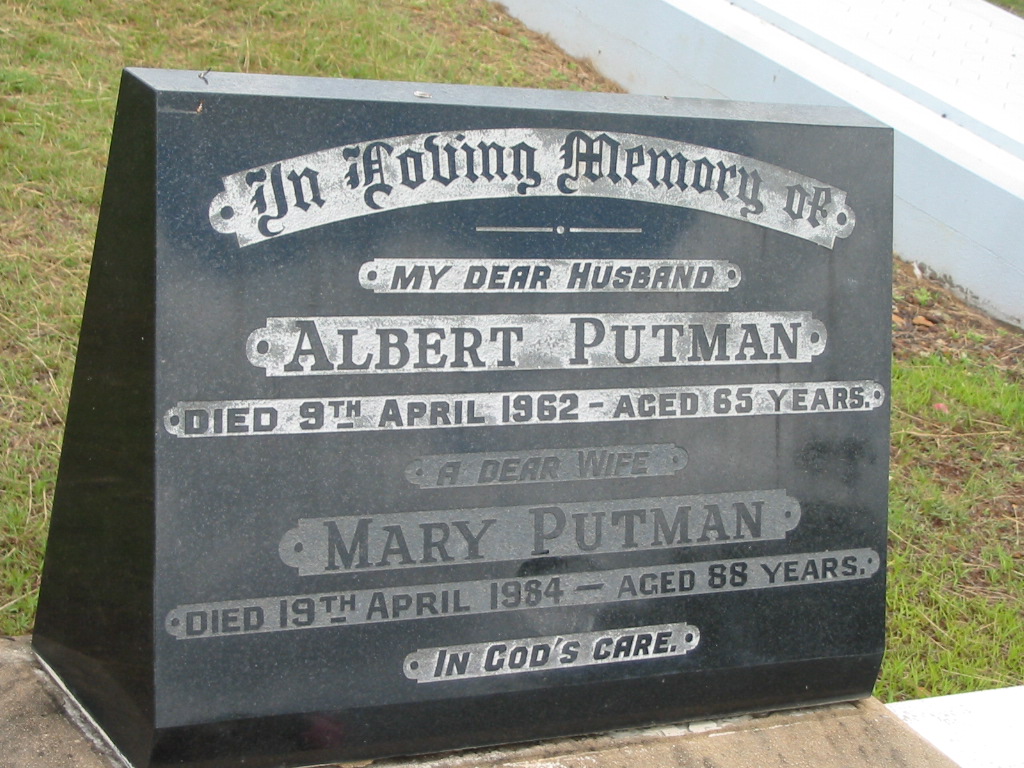 In Loving Memory of
MY DEAR HUSBAND
ALBERT PUTMAN
DIED 9TH APRIL 1962 - AGED 65 YEARS.
A DEAR WIFE
MARY PUTMAN
DIED 19TH APRIL 1984 - AGED 88 YEARS.
IN GOD'S CARE.